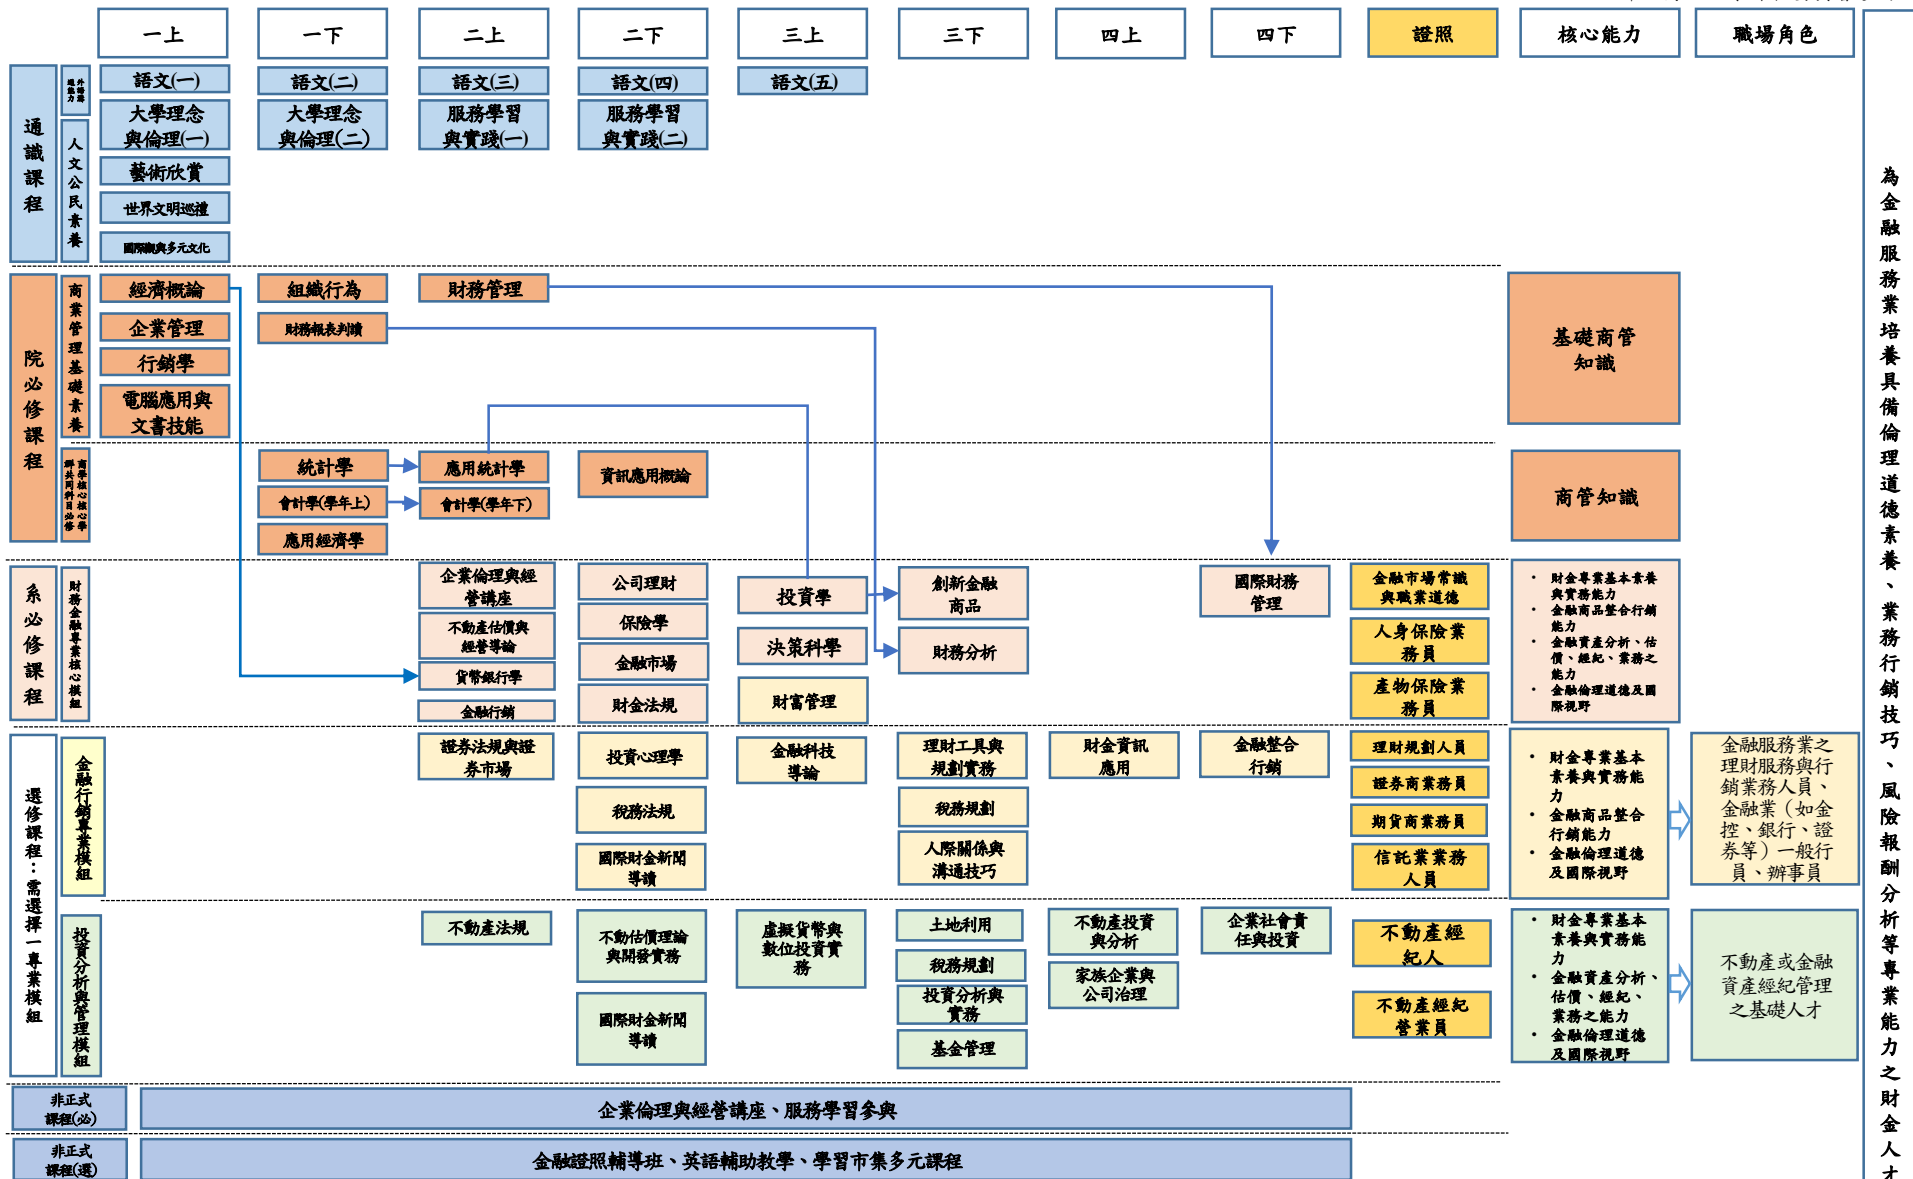 一上
一下
二上
二下
三上
三下
四上
四下
證照
核心能力
職場角色
通識課程
外語溝
通能力
語文(一)
語文(二)
語文(三)
語文(四)
語文(五)
人文公民素養
大學理念
與倫理(一)
大學理念
與倫理(二)
服務學習
與實踐(一)
服務學習
與實踐(二)
藝術欣賞
世界文明巡禮
國際觀與多元文化
院必修課程
商業管理基礎素養
經濟概論
組織行為
財務管理
企業管理
財務報表判讀
行銷學
電腦應用與
文書技能
基礎商管
知識
商學核心核心學
群共同科目必修
統計學
應用統計學
資訊應用概論
會計學(學年上)
會計學(學年下)
應用經濟學
商管知識
系必修課程
財務金融專業核心模組
企業倫理與經
營講座
不動產估價與
經營導論
貨幣銀行學
金融行銷
公司理財
保險學
金融市場
財金法規
投資學
決策科學
財富管理
創新金融
商品
財務分析
國際財務
管理
金融市場常識
與職業道德
人身保險業
務員
產物保險業
務員
• 財金專業基本素養
與實務能力
• 金融商品整合行銷
能力
• 金融資產分析、估
價、經紀、業務之
能力
• 金融倫理道德及國
際視野
選修課程：需選擇一專業模組
金融行銷專業模組
證券法規與證
券市場
投資心理學
稅務法規
國際財金新聞
導讀
金融科技
導論
理財工具與
規劃實務
稅務規劃
人際關係與
溝通技巧
財金資訊
應用
金融整合
行銷
理財規劃人員
證券商業務員
期貨商業務員
信託業業務
人員
• 財金專業基本
素養與實務能
力
• 金融商品整合
行銷能力
• 金融倫理道德
及國際視野
金融服務業之
理財服務與行
銷業務人員、
金融業（如金
控、銀行、證
券等）一般行
員、辦事員
投資分析與管理模組
不動產法規
不動估價理論
與開發實務
國際財金新聞
導讀
虛擬貨幣與
數位投資實
務
土地利用
稅務規劃
投資分析與
實務
基金管理
不動產投資
與分析
家族企業與
公司治理
企業社會責
任與投資
不動產經
紀人
不動產經紀
營業員
• 財金專業基本
素養與實務能
力
• 金融資產分析、
估價、經紀、
業務之能力
• 金融倫理道德
及國際視野
不動產或金融
資產經紀管理
之基礎人才
非正式
課程(必)
企業倫理與經營講座、服務學習參與
非正式
課程(選)
金融證照輔導班、英語輔助教學、學習市集多元課程
為金融服務業培養具備倫理道德素養、業務行銷技巧、風險報酬分析等專業能力之財金人才